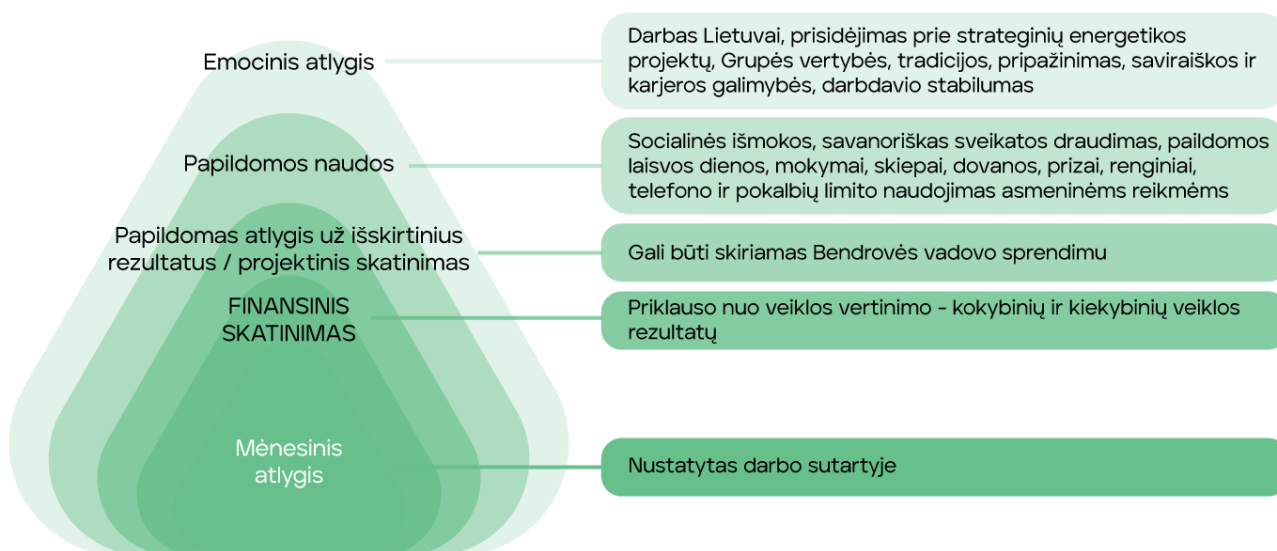 Emocinis atlygis
Darbas Lietuvai, prisidėjimas prie strateginių energetikos
projektų, Grupės vertybės, tradicijos, pripažinimas, saviraiškos ir
karjeros galimybės, darbdavio stabilumas
Papildomos naudos
Socialinės išmokos, savanoriškas sveikatos draudimas, paildomos
laisvos dienos, mokymai, skiepai, dovanos, prizai, renginiai,
telefono ir pokalbių limito naudojimas asmeninėms reikmėms
Papildomas atlygis už išskirtinius
rezultatus / projektinis skatinimas
Gali būti skiriamas Bendrovės vadovo sprendimu
FINANSINIS
SKATINIMAS
Priklauso nuo veiklos vertinimo - kokybinių ir kiekybinių veiklos
rezultatų
Mėnesinis
atlygis
Nustatytas darbo sutartyje